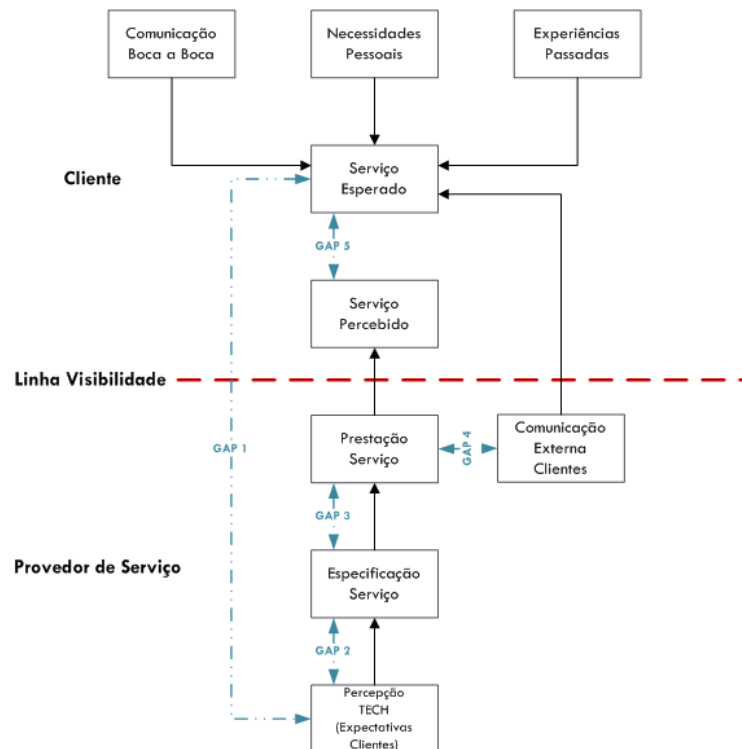 Comunicação
Boca a Boca
Necessidades
Pessoais
Experiências
Passadas
Cliente
Serviço
Esperado
GAP 5
Serviço
Percebido
Linha Visibilidade
GAP 1
Prestação
Serviço
GAP 4
Comunicação
Externa
Clientes
GAP 3
Provedor de Serviço
Especificação
Serviço
GAP 2
Percepção
TECH
(Expectativas
Clientes)